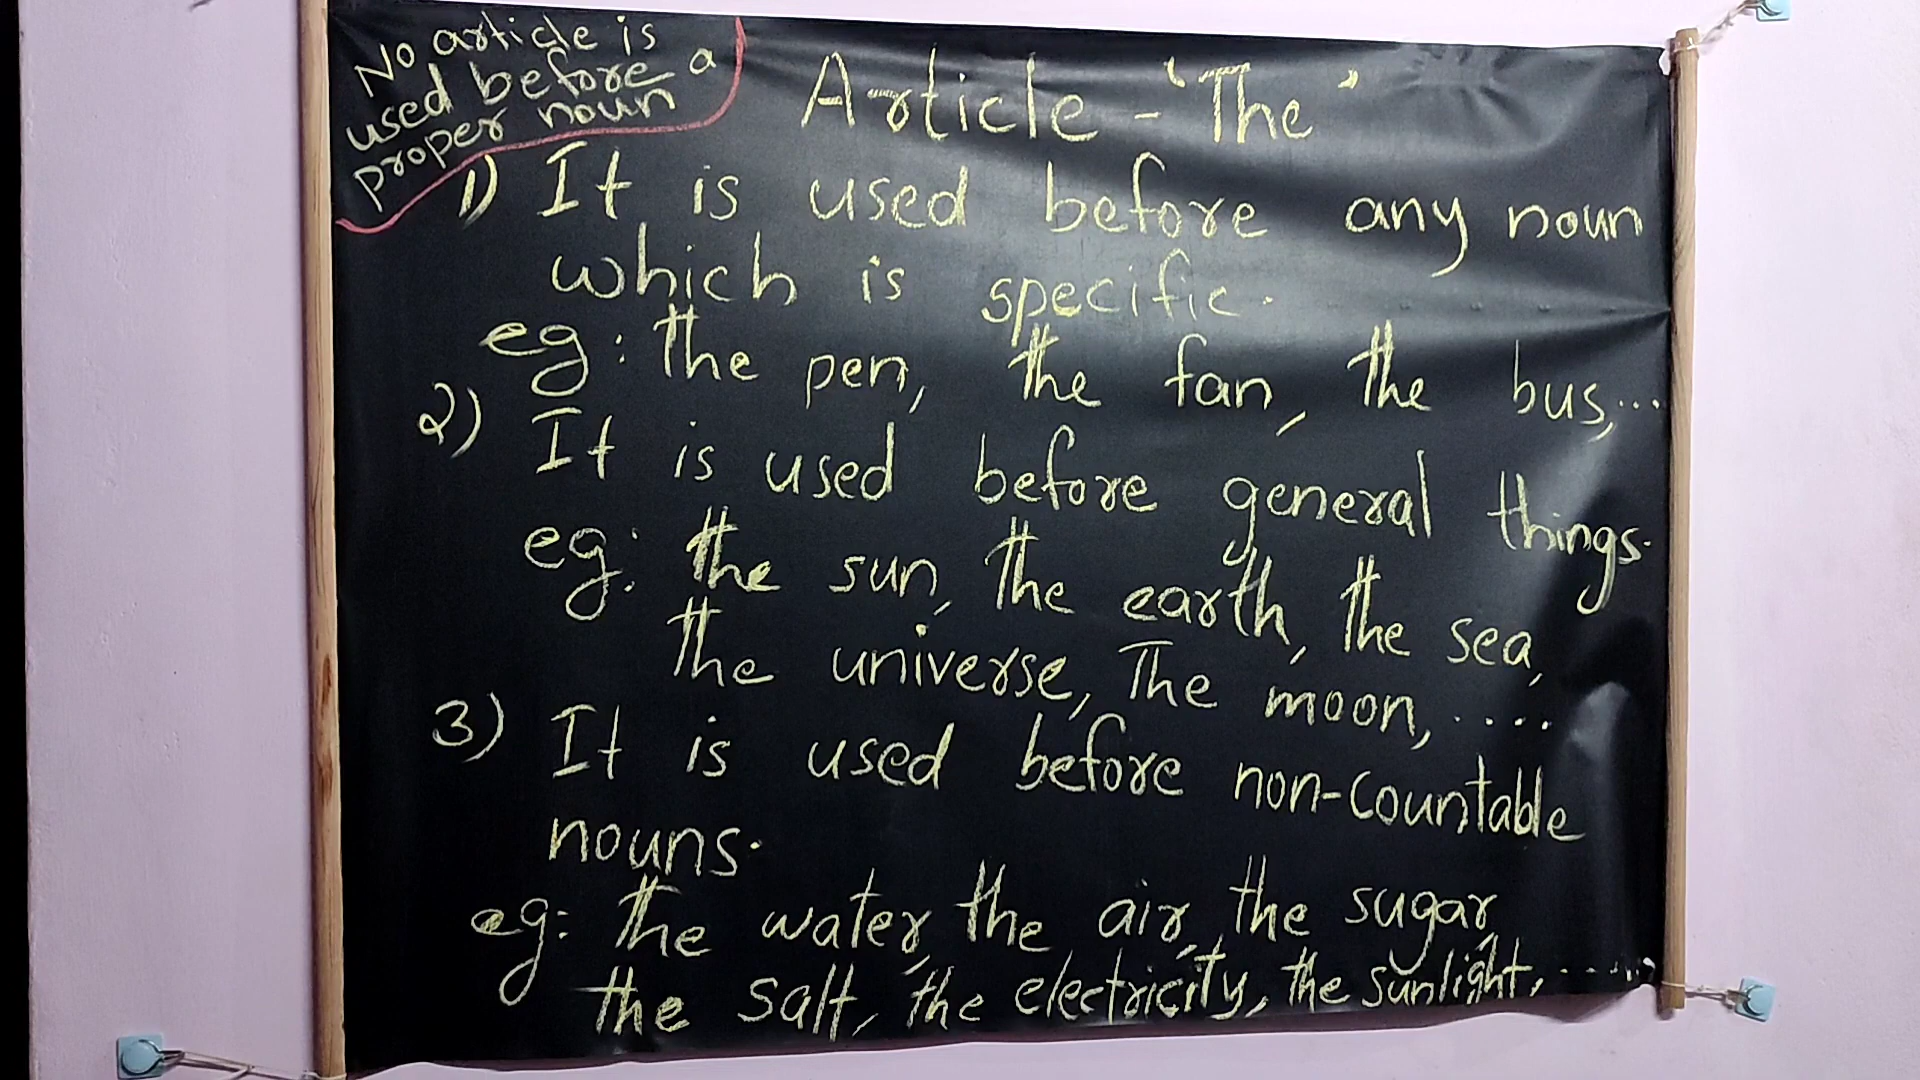 No article is
used before a
proper noun
Article - 'The'
1) It is used before any noun
which is specific.
eg: the pen, the fan, the bus,...
2) It is used before general things.
eg: the sun, the earth, the sea,
the universe, The moon, ....
3) It is used before non-countable
nouns.
eg: the water, the air, the sugar,
the salt, the electricity, the sunlight, .....